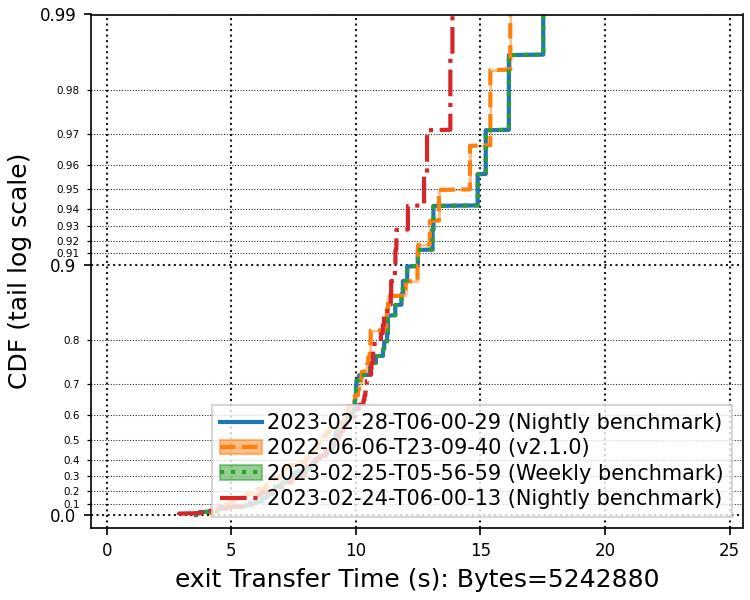 0.99
0.98
0.97
0.96
0.95
0.94
0.93
0.92
0.91
0.9
0.8
0.7
0.6
0.5
0.4
0.3
0.2
0.1
0.0
CDF (tail log scale)
2023-02-28-T06-00-29 (Nightly benchmark)
2022-06-06-T23-09-40 (v2.1.0)
2023-02-25-T05-56-59 (Weekly benchmark)
2023-02-24-T06-00-13 (Nightly benchmark)
0 5 10 15 20 25
exit Transfer Time (s): Bytes=5242880